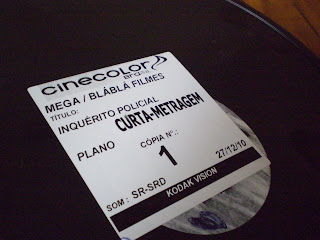 cinecolor
Brasil
MEGA / BLÁBLÁ FILMES
TÍTULO:
INQUÉRITO POLICIAL
CURTA-METRAGEM
PLANO
CÓPIA N°.:
1
27/12/10
SOM: SR-SRD
KODAK VISION